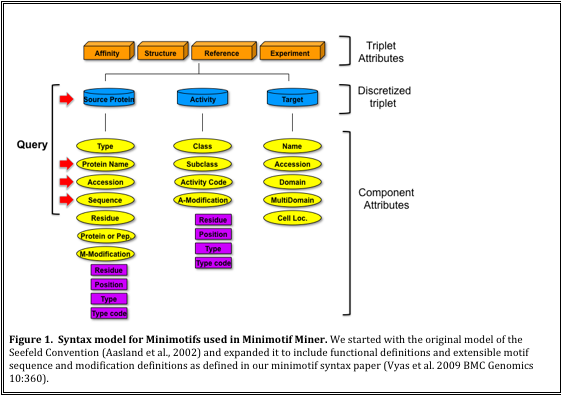 Affinity Structure Reference Experiment
Triplet
Attributes
Source Protein Activity Target
Discretized
triplet
Query
Type Class Name
Protein Name Subclass Accession
Accession Activity Code Domain
Sequence A-Modification MultiDomain
Residue Residue Cell Loc.
Protein or Pep. Position
M-Modification Type
Residue Type code
Position
Type
Type code
Component
Attributes
Figure 1. Syntax model for Minimotifs used in Minimotif Miner. We started with the original model of the
Seefeld Convention (Aasland et al., 2002) and expanded it to include functional definitions and extensible motif
sequence and modification definitions as defined in our minimotif syntax paper (Vyas et al. 2009 BMC Genomics
10:360).